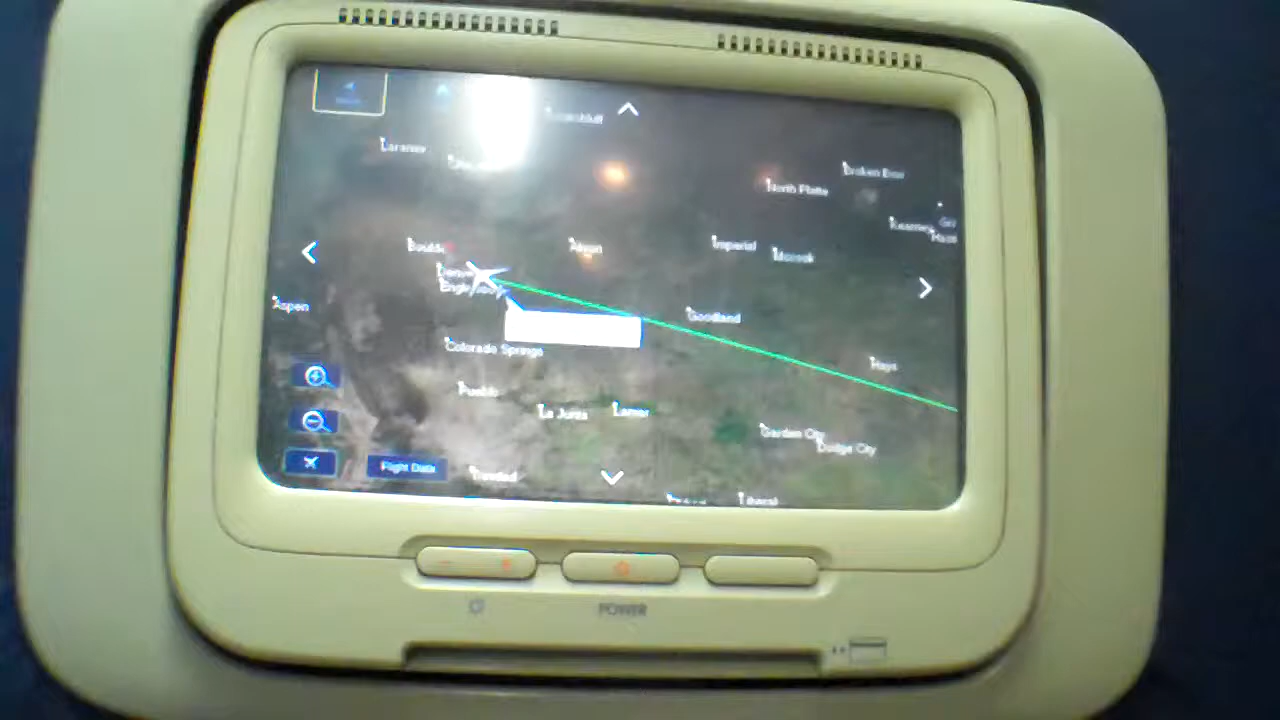 Laramie
Broken Bow
North Platte
Kearney
Boulder
Akron
Imperial
Mccook
Denver
Englewood
Aspen
Goodland
Colorado Springs
Hays
Pueblo
La Junta
Lamar
Garden City
Dodge City
Flight Data
Trinidad
Liberal
POWER